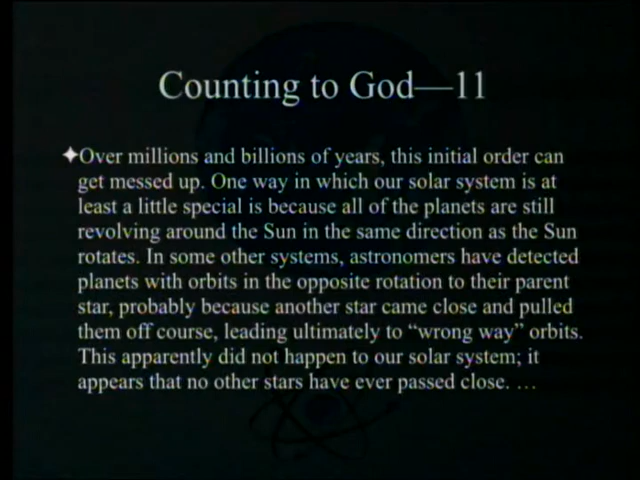 Counting to God—11
✦Over millions and billions of years, this initial order can
get messed up. One way in which our solar system is at
least a little special is because all of the planets are still
revolving around the Sun in the same direction as the Sun
rotates. In some other systems, astronomers have detected
planets with orbits in the opposite rotation to their parent
star, probably because another star came close and pulled
them off course, leading ultimately to “wrong way” orbits.
This apparently did not happen to our solar system; it
appears that no other stars have ever passed close. …